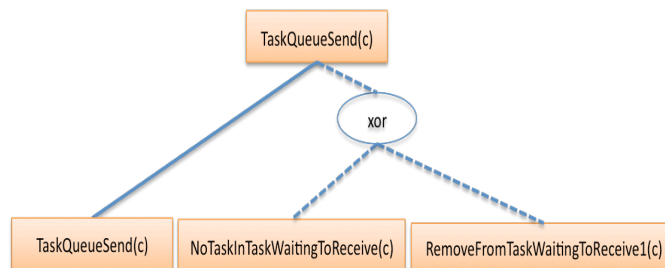 TaskQueueSend(c)
xor
TaskQueueSend(c)
NoTaskInTaskWaitingToReceive(c)
RemoveFromTaskWaitingToReceive1(c)